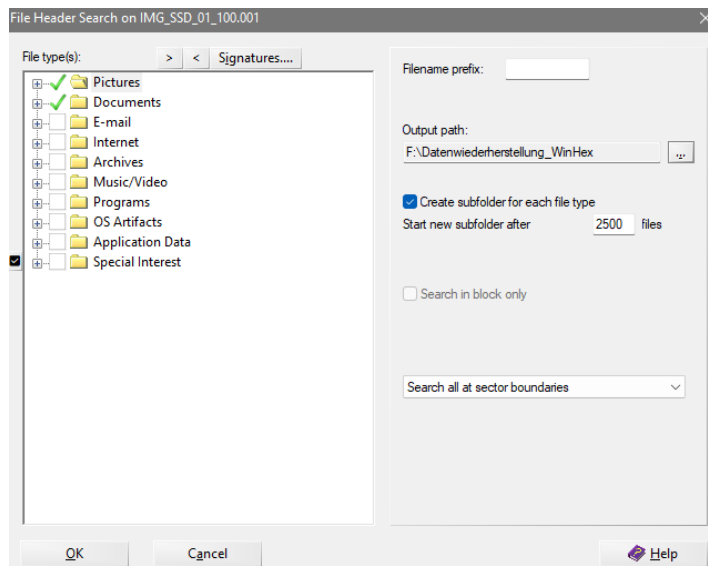 File Header Search on IMG_SSD_01_100.001
File type(s):
> < Signatures....
Pictures
Documents
E-mail
Internet
Archives
Music/Video
Programs
OS Artifacts
Application Data
Special Interest
Filename prefix:
Output path:
F:\Datenwiederherstellung_WinHex
...
Create subfolder for each file type
Start new subfolder after 2500 files
Search in block only
Search all at sector boundaries
OK
Cancel
Help